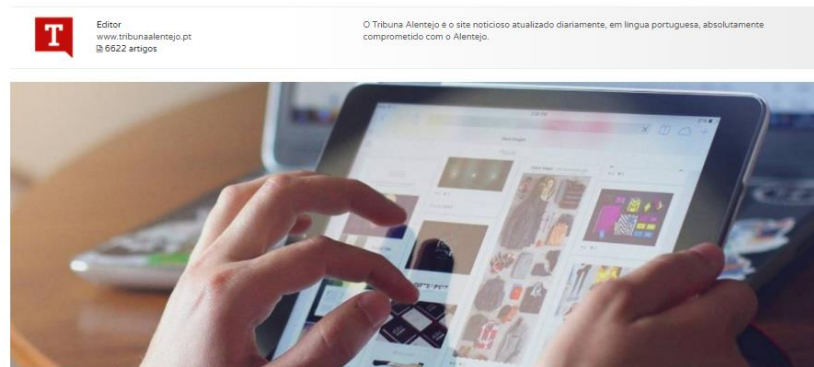 T
Editor
www.tribunaalentejo.pt
6622 artigos
O Tribuna Alentejo é o site noticioso atualizado diariamente, em língua portuguesa, absolutamente
comprometido com o Alentejo.